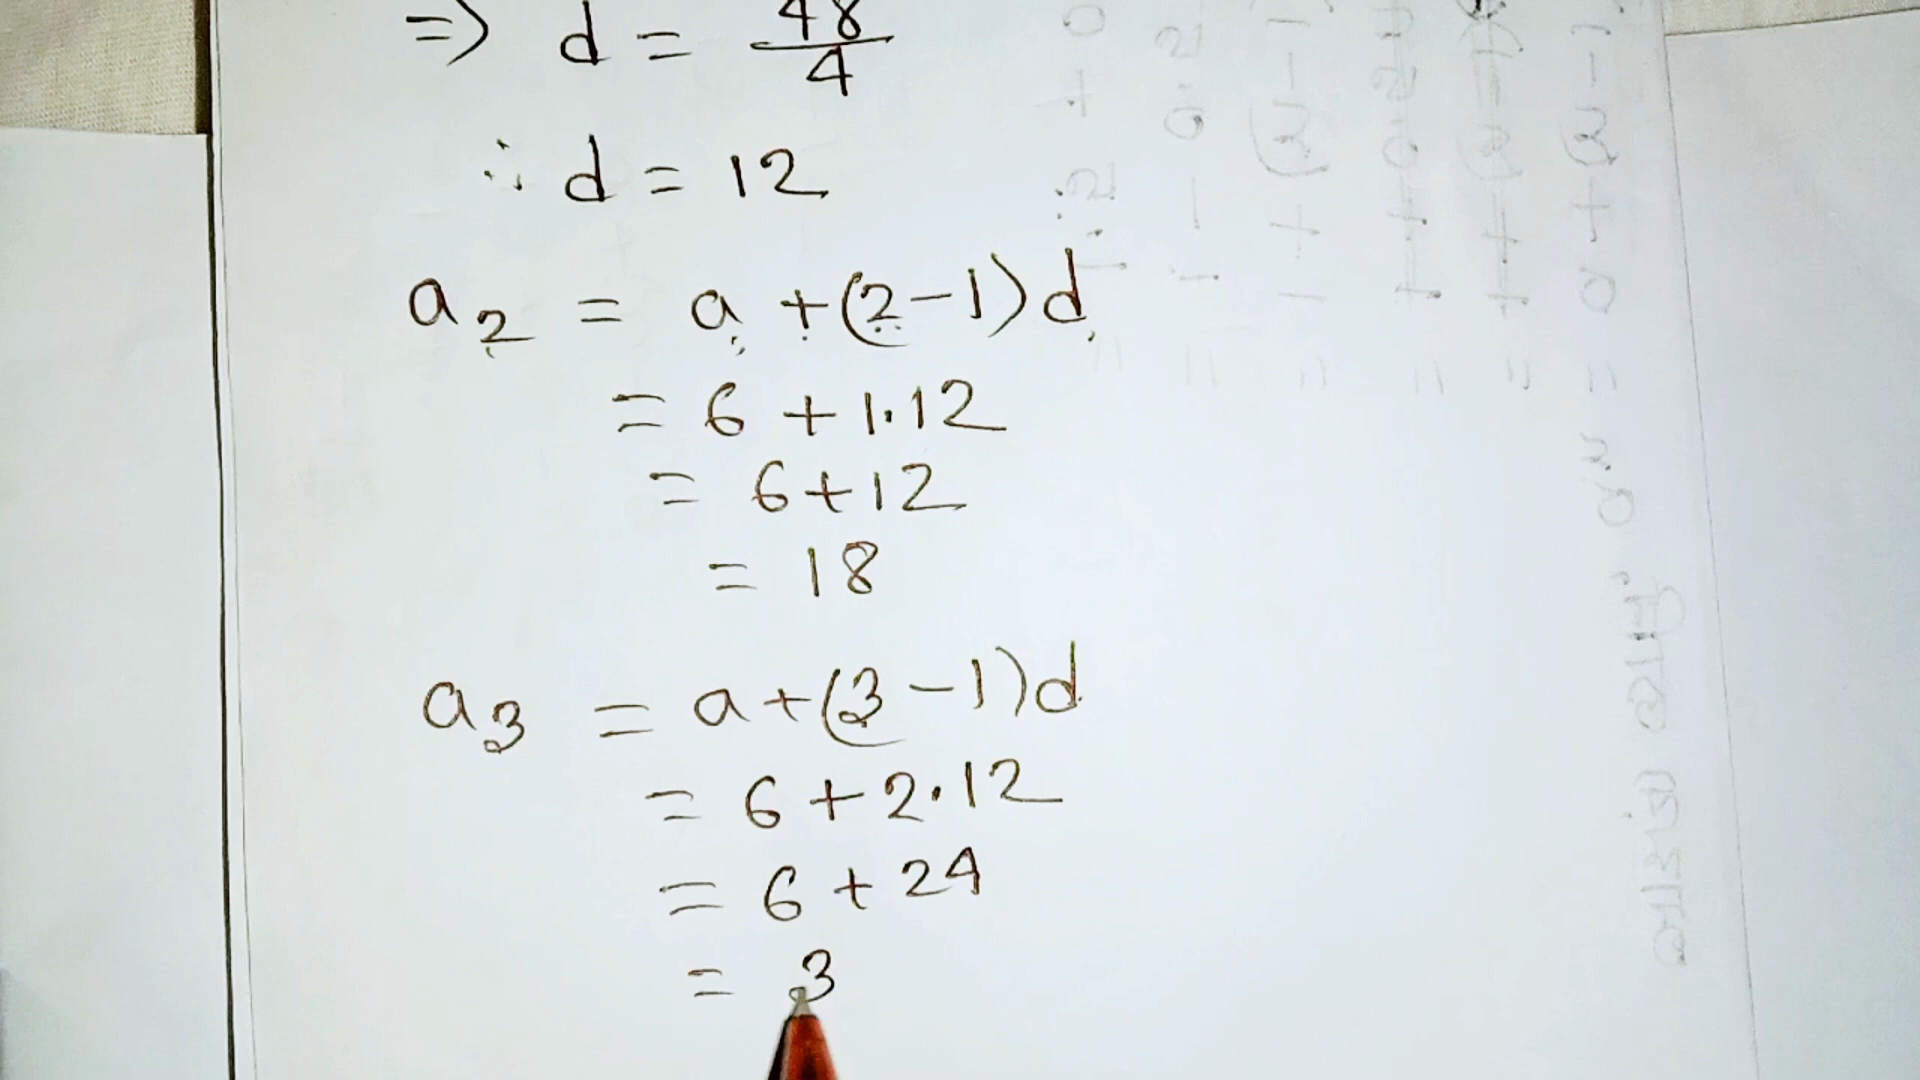 => d = 48/4
∴ d = 12
a₂ = a + (2-1)d
= 6 + 1.12
= 6+12
= 18
a₃ = a+(3-1)d
= 6+2.12
= 6 + 24
= 3